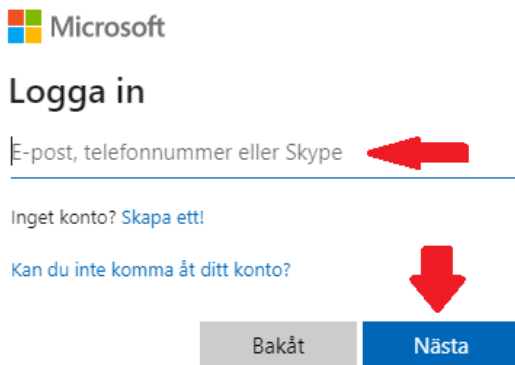 Microsoft
Logga in
E-post, telefonnummer eller Skype
Inget konto? Skapa ett!
Kan du inte komma åt ditt konto?
Bakåt Nästa